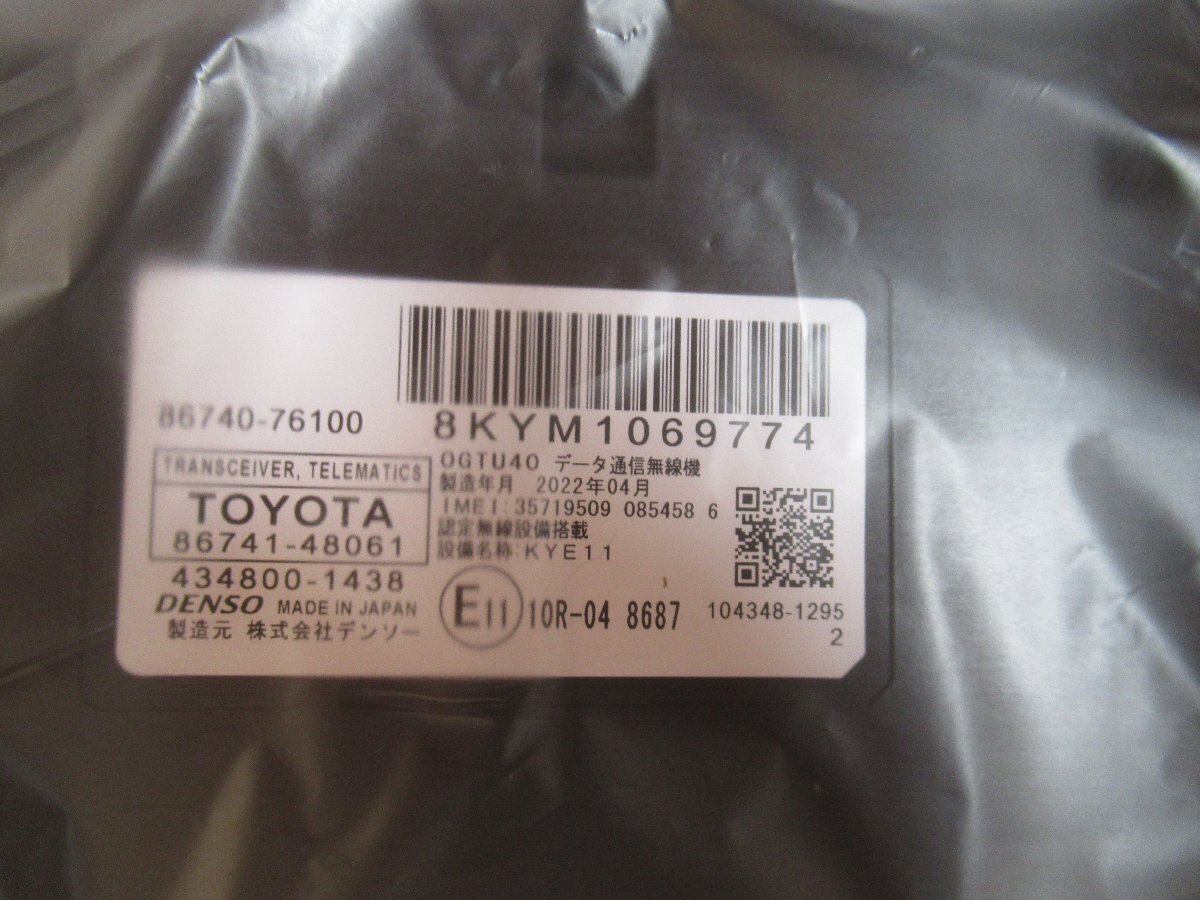 86740-76100
8KYM1069774
TRANSCEIVER, TELEMATICS
TOYOTA
86741-48061
434800-1438
DENSO MADE IN JAPAN
製造元 株式会社デンソー
0GTU40 データ通信無線機
製造年月 2022年04月
IMEI:35719509 085458 6
認定無線設備搭載
設備名称:KYE11
E11 10R-04 8687
104348-1295
2